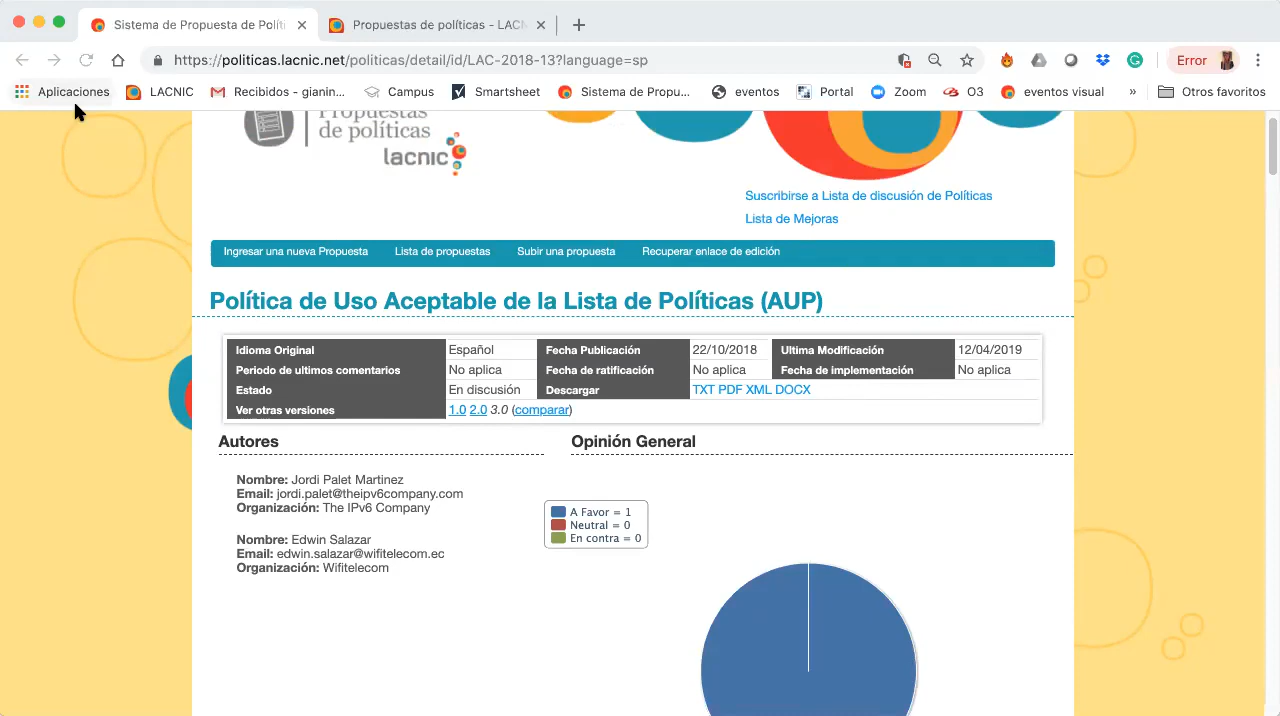 Sistema de Propuesta de Políti
Propuestas de políticas - LACN
https://politicas.lacnic.net/politicas/detail/id/LAC-2018-13?language=sp
Error
Aplicaciones LACNIC Recibidos - gianin... Campus Smartsheet Sistema de Propu... eventos Portal Zoom O3 eventos visual » Otros favoritos
Propuestas
de políticas
lacnic
Suscribirse a Lista de discusión de Políticas
Lista de Mejoras
Ingresar una nueva Propuesta Lista de propuestas Subir una propuesta Recuperar enlace de edición
Política de Uso Aceptable de la Lista de Políticas (AUP)
Idioma Original Español Fecha Publicación 22/10/2018 Ultima Modificación 12/04/2019
Periodo de ultimos comentarios No aplica Fecha de ratificación No aplica Fecha de implementación No aplica
Estado En discusión Descargar TXT PDF XML DOCX
Ver otras versiones 1.0 2.0 3.0 (comparar)
Autores
Opinión General
Nombre: Jordi Palet Martinez
Email: jordi.palet@theipv6company.com
Organización: The IPv6 Company
Nombre: Edwin Salazar
Email: edwin.salazar@wifitelecom.ec
Organización: Wifitelecom
A Favor = 1
Neutral = 0
En contra = 0